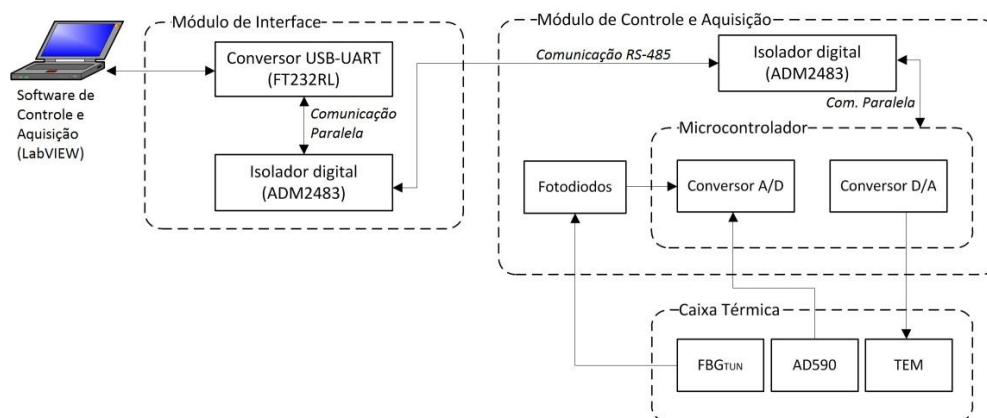 Módulo de Interface
Conversor USB-UART
(FT232RL)
Comunicação
Paralela
Isolador digital
(ADM2483)
Software de
Controle e
Aquisição
(LabVIEW)
Módulo de Controle e Aquisição
Comunicação RS-485
Isolador digital
(ADM2483)
Com. Paralela
Microcontrolador
Fotodiodos
Conversor A/D
Conversor D/A
Caixa Térmica
FBGTUN
AD590
TEM